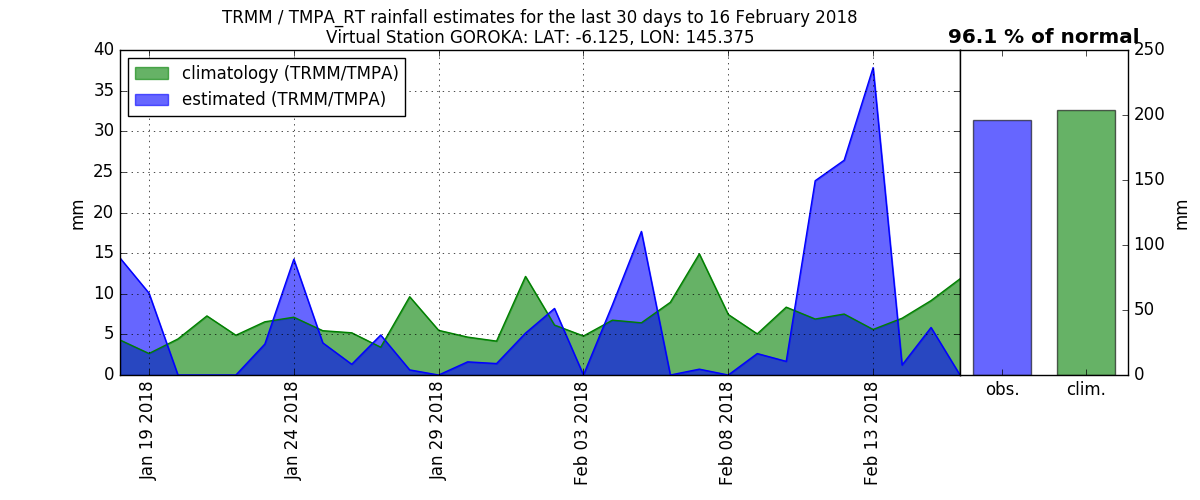 TRMM / TMPA_RT rainfall estimates for the last 30 days to 16 February 2018
Virtual Station GOROKA: LAT: -6.125, LON: 145.375
96.1 % of normal
climatology (TRMM/TMPA)
estimated (TRMM/TMPA)
mm
40
35
30
25
20
15
10
5
0
Jan 19 2018
Jan 24 2018
Jan 29 2018
Feb 03 2018
Feb 08 2018
Feb 13 2018
obs.
clim.
250
200
150
100
50
0
mm